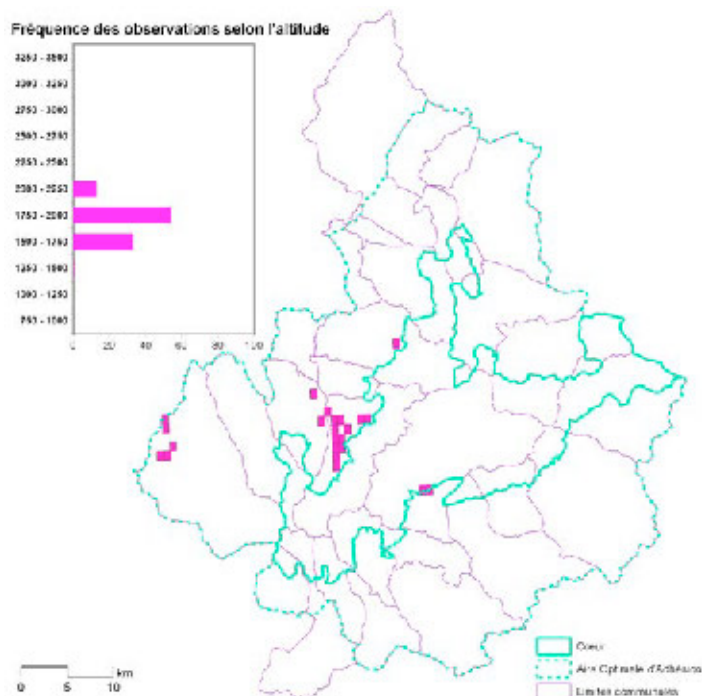 Fréquence des observations selon l'altitude
3250 - 3500
3000 - 3250
2750 - 3000
2500 - 2750
2250 - 2500
2000 - 2250
1750 - 2000
1500 - 1750
1250 - 1500
1000 - 1250
750 - 1000
0 20 40 60 80 100
0 5 10 km
Cœur
Aire Optimale d'Adhésion
Limites communales